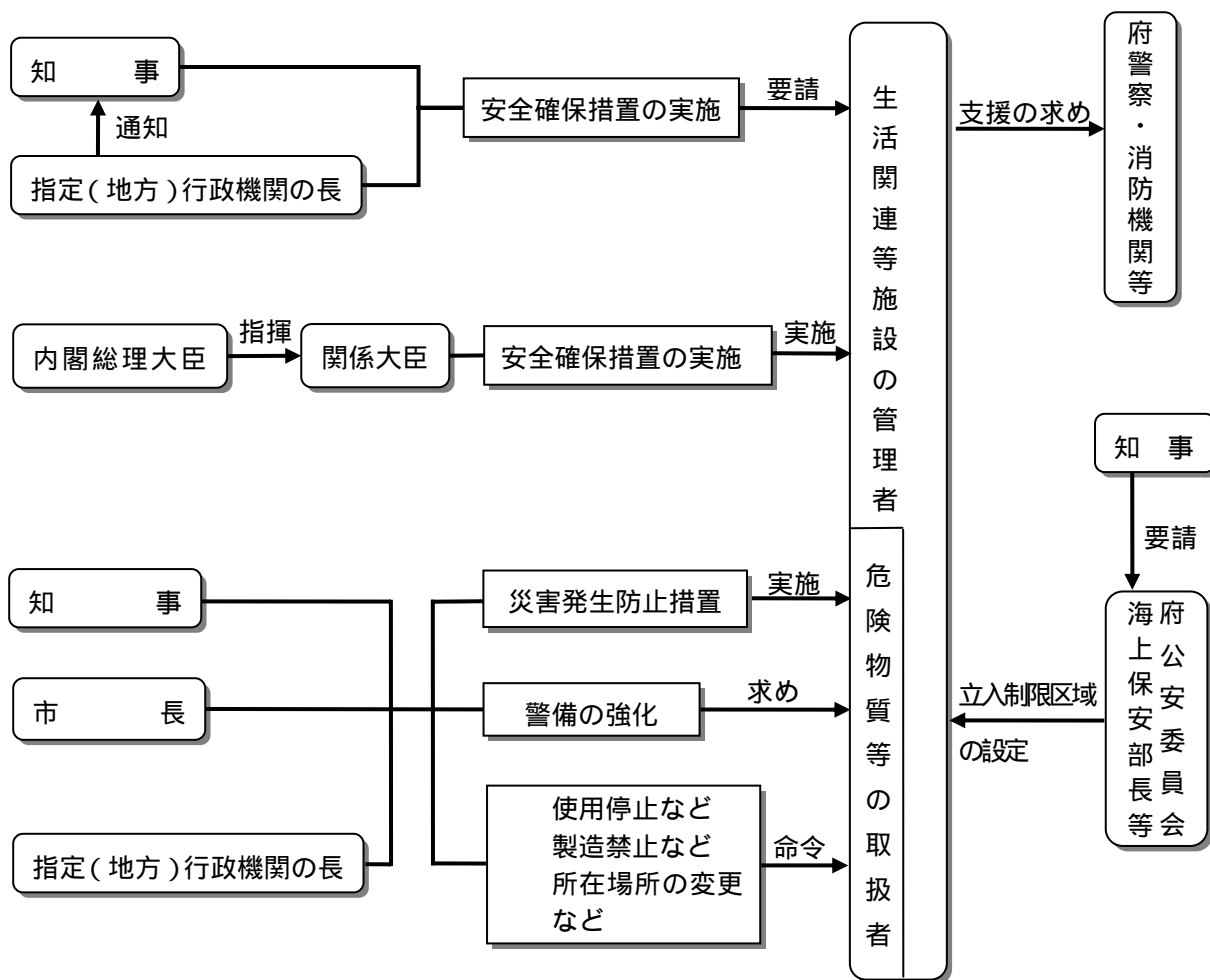 知　事
通知
指定(地方)行政機関の長
安全確保措置の実施
要請
内閣総理大臣
指揮
関係大臣
安全確保措置の実施
実施
知　事
市　長
指定(地方)行政機関の長
災害発生防止措置
実施
警備の強化
求め
使用停止など
製造禁止など
所在場所の変更
など
命令
生活関連等施設の管理者
危険物質等の取扱者
支援の求め
府警察・消防機関等
知　事
要請
府公安委員会
海上保安部長等
立入制限区域
の設定